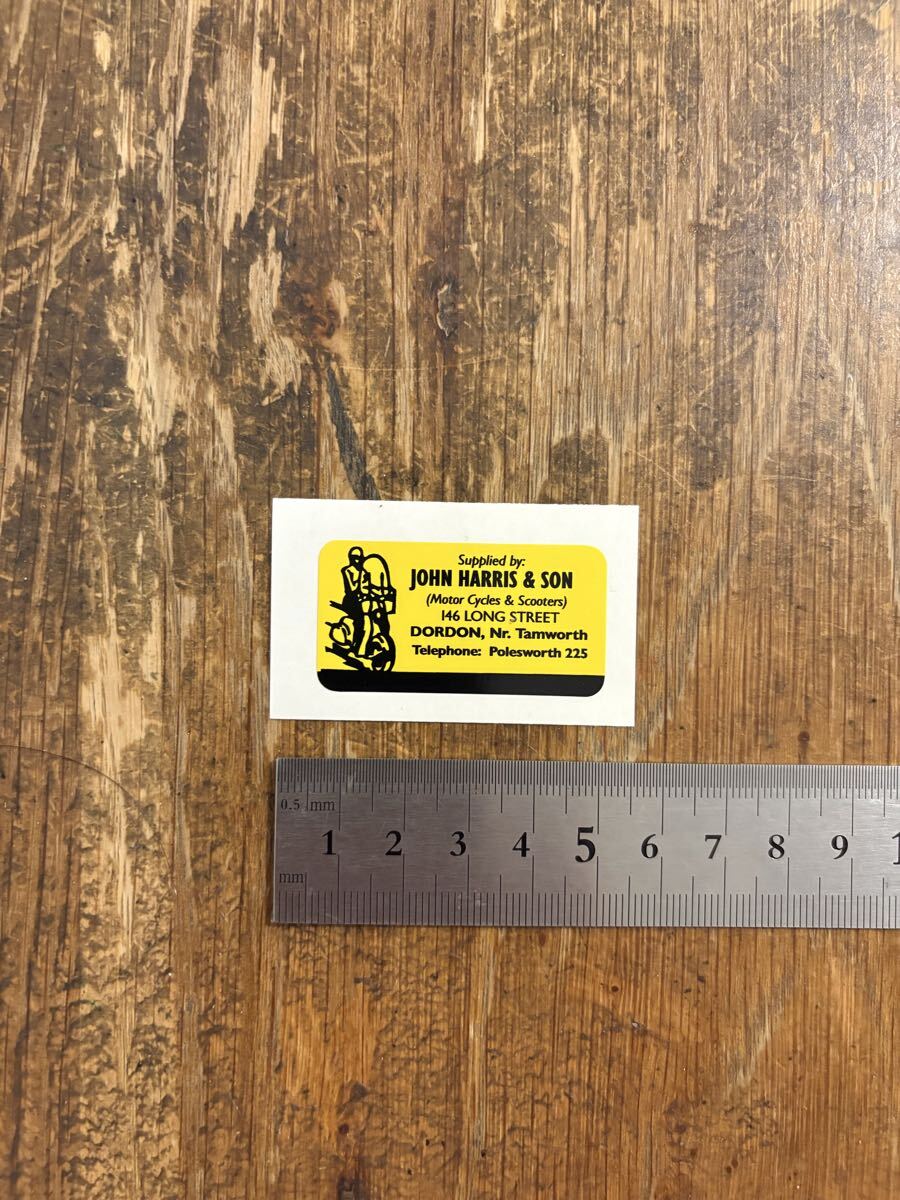 Supplied by:
JOHN HARRIS & SON
(Motor Cycles & Scooters)
146 LONG STREET
DORDON, Nr. Tamworth
Telephone: Polesworth 225
0.5 mm
1 2 3 4 5 6 7 8 9 1
mm